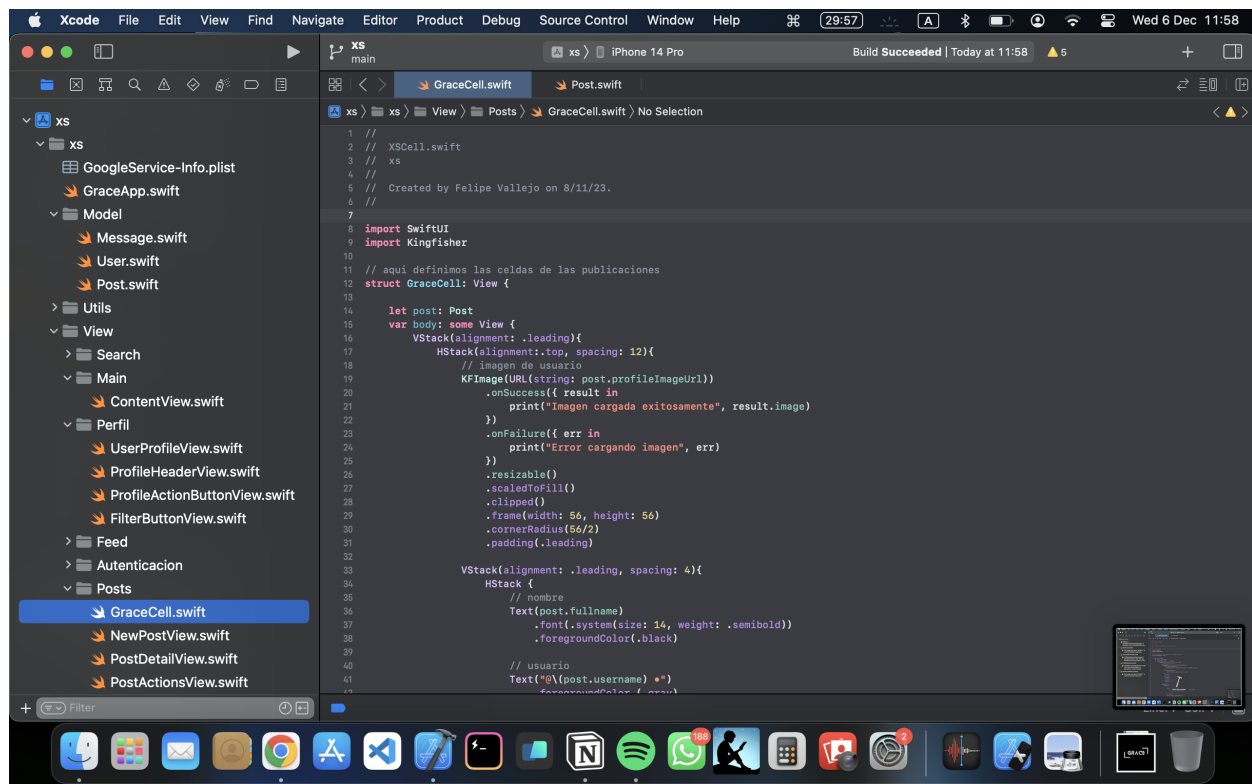 Xcode File Edit View Find Navigate Editor Product Debug Source Control Window Help 29:57 A Wed 6 Dec 11:58
xs
main
xs 〉 iPhone 14 Pro
Build Succeeded | Today at 11:58 5
GraceCell.swift
Post.swift
xs 〉 xs 〉 View 〉 Posts 〉 GraceCell.swift 〉 No Selection
xs
xs
GoogleService-Info.plist
GraceApp.swift
Model
Message.swift
User.swift
Post.swift
Utils
View
Search
Main
ContentView.swift
Perfil
UserProfileView.swift
ProfileHeaderView.swift
ProfileActionButtonView.swift
FilterButtonView.swift
Feed
Autenticacion
Posts
GraceCell.swift
NewPostView.swift
PostDetailView.swift
PostActionsView.swift
Filter
1 //
2 // XSCell.swift
3 // xs
4 //
5 // Created by Felipe Vallejo on 8/11/23.
6 //
7
8 import SwiftUI
9 import Kingfisher
10
11 // aqui definimos las celdas de las publicaciones
12 struct GraceCell: View {
13
14 let post: Post
15 var body: some View {
16 VStack(alignment: .leading){
17 HStack(alignment:.top, spacing: 12){
18 // imagen de usuario
19 KFImage(URL(string: post.profileImageUrl))
20 .onSuccess({ result in
21 print("Imagen cargada exitosamente", result.image)
22 })
23 .onFailure({ err in
24 print("Error cargando imagen", err)
25 })
26 .resizable()
27 .scaledToFill()
28 .clipped()
29 .frame(width: 56, height: 56)
30 .cornerRadius(56/2)
31 .padding(.leading)
32
33 VStack(alignment: .leading, spacing: 4){
34 HStack {
35 // nombre
36 Text(post.fullname)
37 .font(.system(size: 14, weight: .semibold))
38 .foregroundColor(.black)
39
40 // usuario
41 Text("@\(post.username) •")
42 .foregroundColor(.gray)
188
2
GRACE